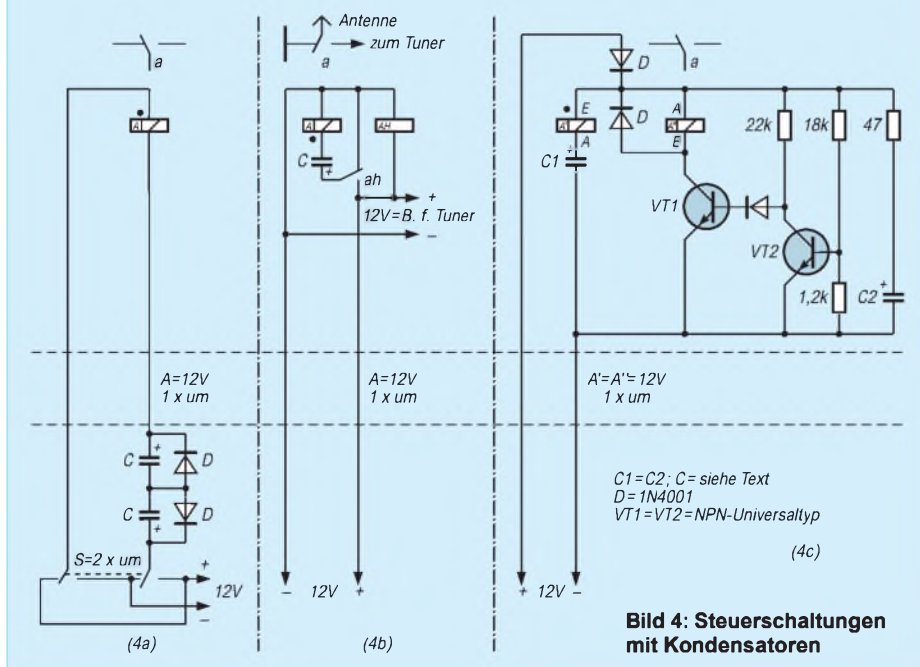 a
A
A=12V
1 x um
C
+
D
C
+
D
S=2 x um
+
12V
–
(4a)
Antenne
zum Tuner
a
A
AH
C
+
ah
+
12V=B. f. Tuner
–
A=12V
1 x um
– 12V +
(4b)
D
a
E
A'
A
D
A
E
22k
18k
47
C1
+
VT1
VT2
1,2k
C2
+
A'=A''=12V
1 x um
C1=C2; C= siehe Text
D=1N4001
VT1=VT2=NPN-Universaltyp
(4c)
+ 12V –
Bild 4: Steuerschaltungen
mit Kondensatoren